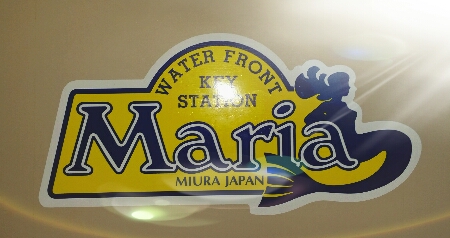 WATER FRONT
KEY
STATION
Maria
MIURA JAPAN